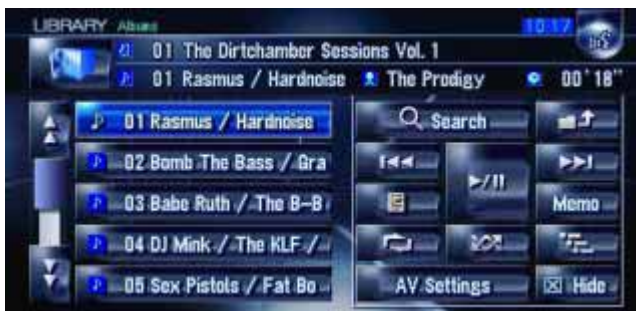 LIBRARY Albums 10:17
01 The Dirtchamber Sessions Vol. 1
01 Rasmus / Hardnoise The Prodigy 00'18"
01 Rasmus / Hardnoise
Search
02 Bomb The Bass / Gra
03 Babe Ruth / The B-B
Memo
04 DJ Mink / The KLF /
05 Sex Pistols / Fat Bo
AV Settings
Hide